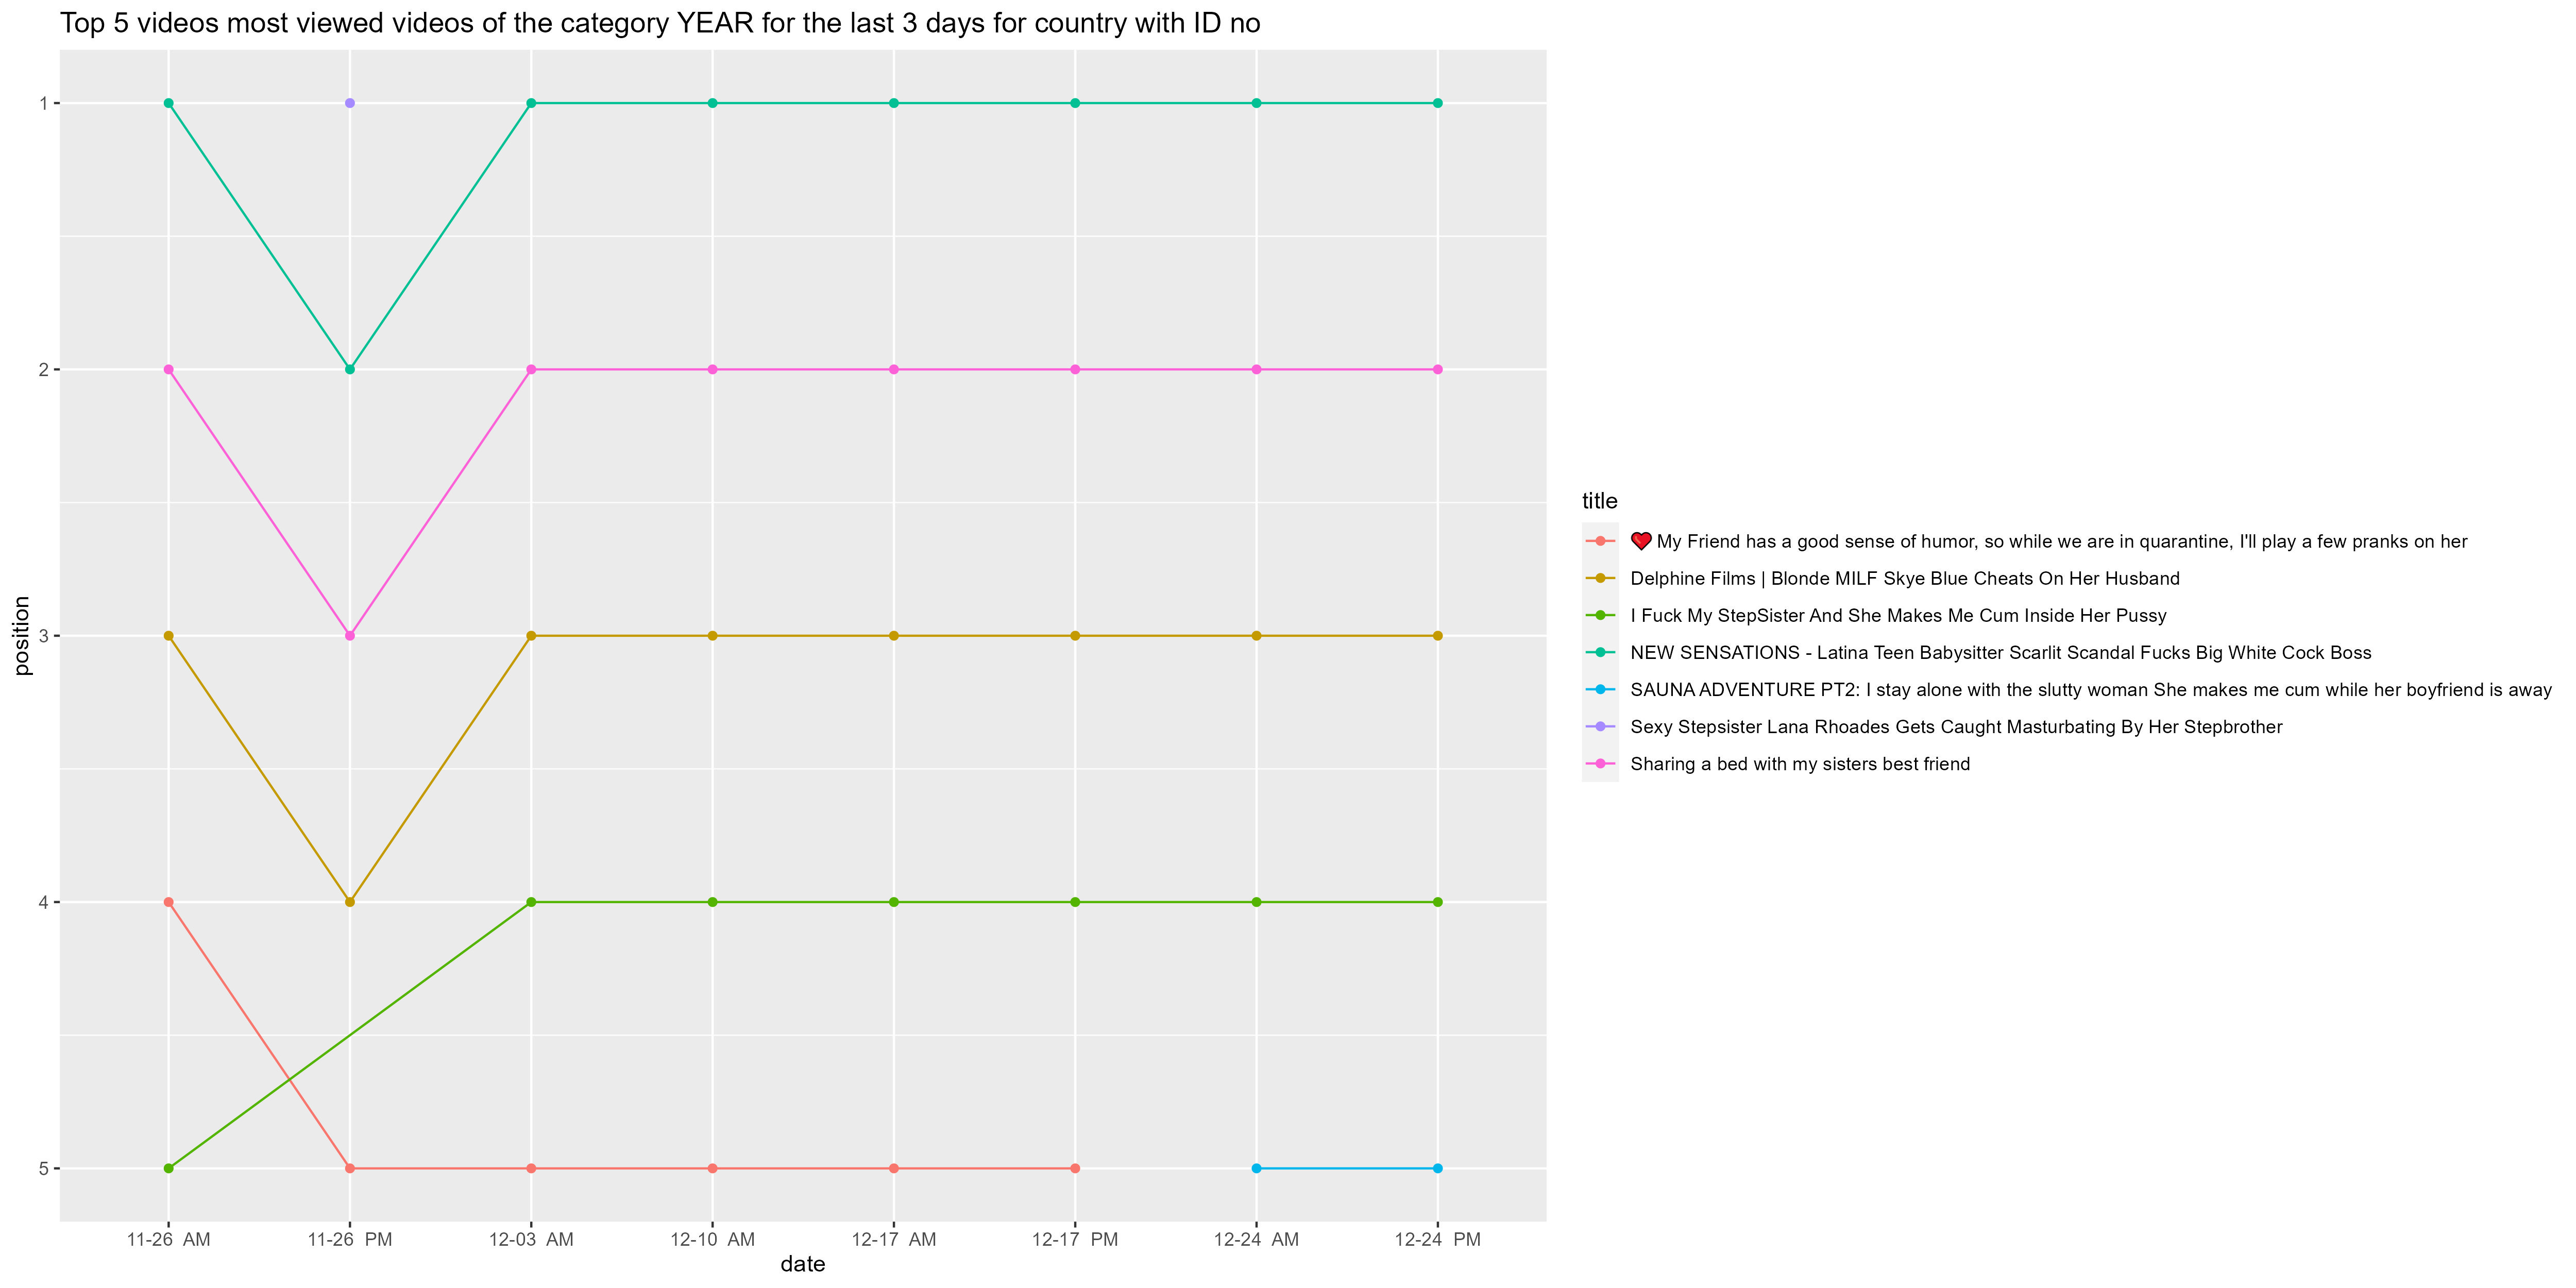 Top 5 videos most viewed videos of the category YEAR for the last 3 days for country with ID no
1
2
3
4
5
position
11-26 AM
11-26 PM
12-03 AM
12-10 AM
12-17 AM
12-17 PM
12-24 AM
12-24 PM
date
title
❤️ My Friend has a good sense of humor, so while we are in quarantine, I'll play a few pranks on her
Delphine Films | Blonde MILF Skye Blue Cheats On Her Husband
I Fuck My StepSister And She Makes Me Cum Inside Her Pussy
NEW SENSATIONS - Latina Teen Babysitter Scarlit Scandal Fucks Big White Cock Boss
SAUNA ADVENTURE PT2: I stay alone with the slutty woman She makes me cum while her boyfriend is away
Sexy Stepsister Lana Rhoades Gets Caught Masturbating By Her Stepbrother
Sharing a bed with my sisters best friend